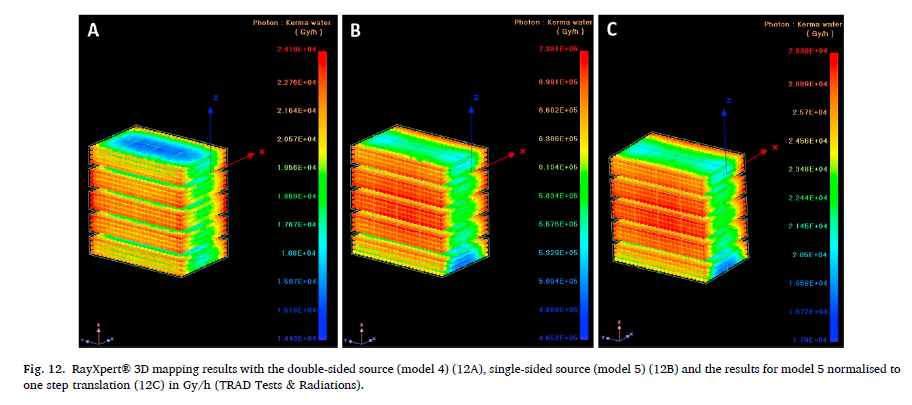 A
Photon : Kerma water
( Gy/h )
2.419E+04
2.276E+04
2.164E+04
2.057E+04
1.956E+04
1.859E+04
1.767E+04
1.68E+04
1.597E+04
1.518E+04
1.443E+04
Z
X
Z
Y
X
B
Photon : Kerma water
( Gy/h )
7.381E+05
6.991E+05
6.682E+05
6.386E+05
6.104E+05
5.834E+05
5.576E+05
5.329E+05
5.094E+05
4.868E+05
4.653E+05
Z
X
Z
Y
X
C
Photon : Kerma water
( Gy/h )
2.839E+04
2.689E+04
2.57E+04
2.456E+04
2.348E+04
2.244E+04
2.145E+04
2.05E+04
1.959E+04
1.872E+04
1.79E+04
Z
X
Z
Y
X
Fig. 12. RayXpert® 3D mapping results with the double-sided source (model 4) (12A), single-sided source (model 5) (12B) and the results for model 5 normalised to
one step translation (12C) in Gy/h (TRAD Tests & Radiations).